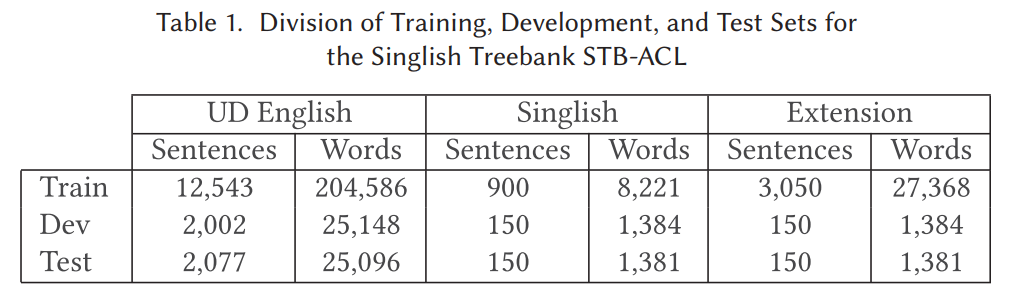 Table 1. Division of Training, Development, and Test Sets for
the Singlish Treebank STB-ACL
UD English Singlish Extension
Sentences Words Sentences Words Sentences Words
Train 12,543 204,586 900 8,221 3,050 27,368
Dev 2,002 25,148 150 1,384 150 1,384
Test 2,077 25,096 150 1,381 150 1,381